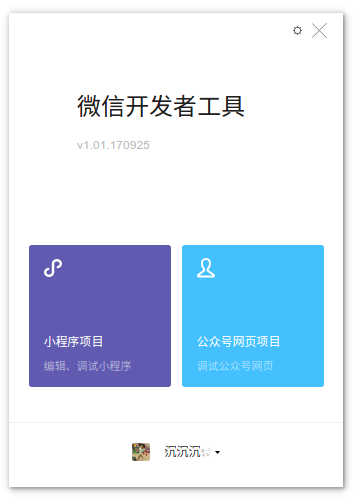 微信开发者工具
v1.01.170925
小程序项目
编辑、调试小程序
公众号网页项目
调试公众号网页
沉沉沉